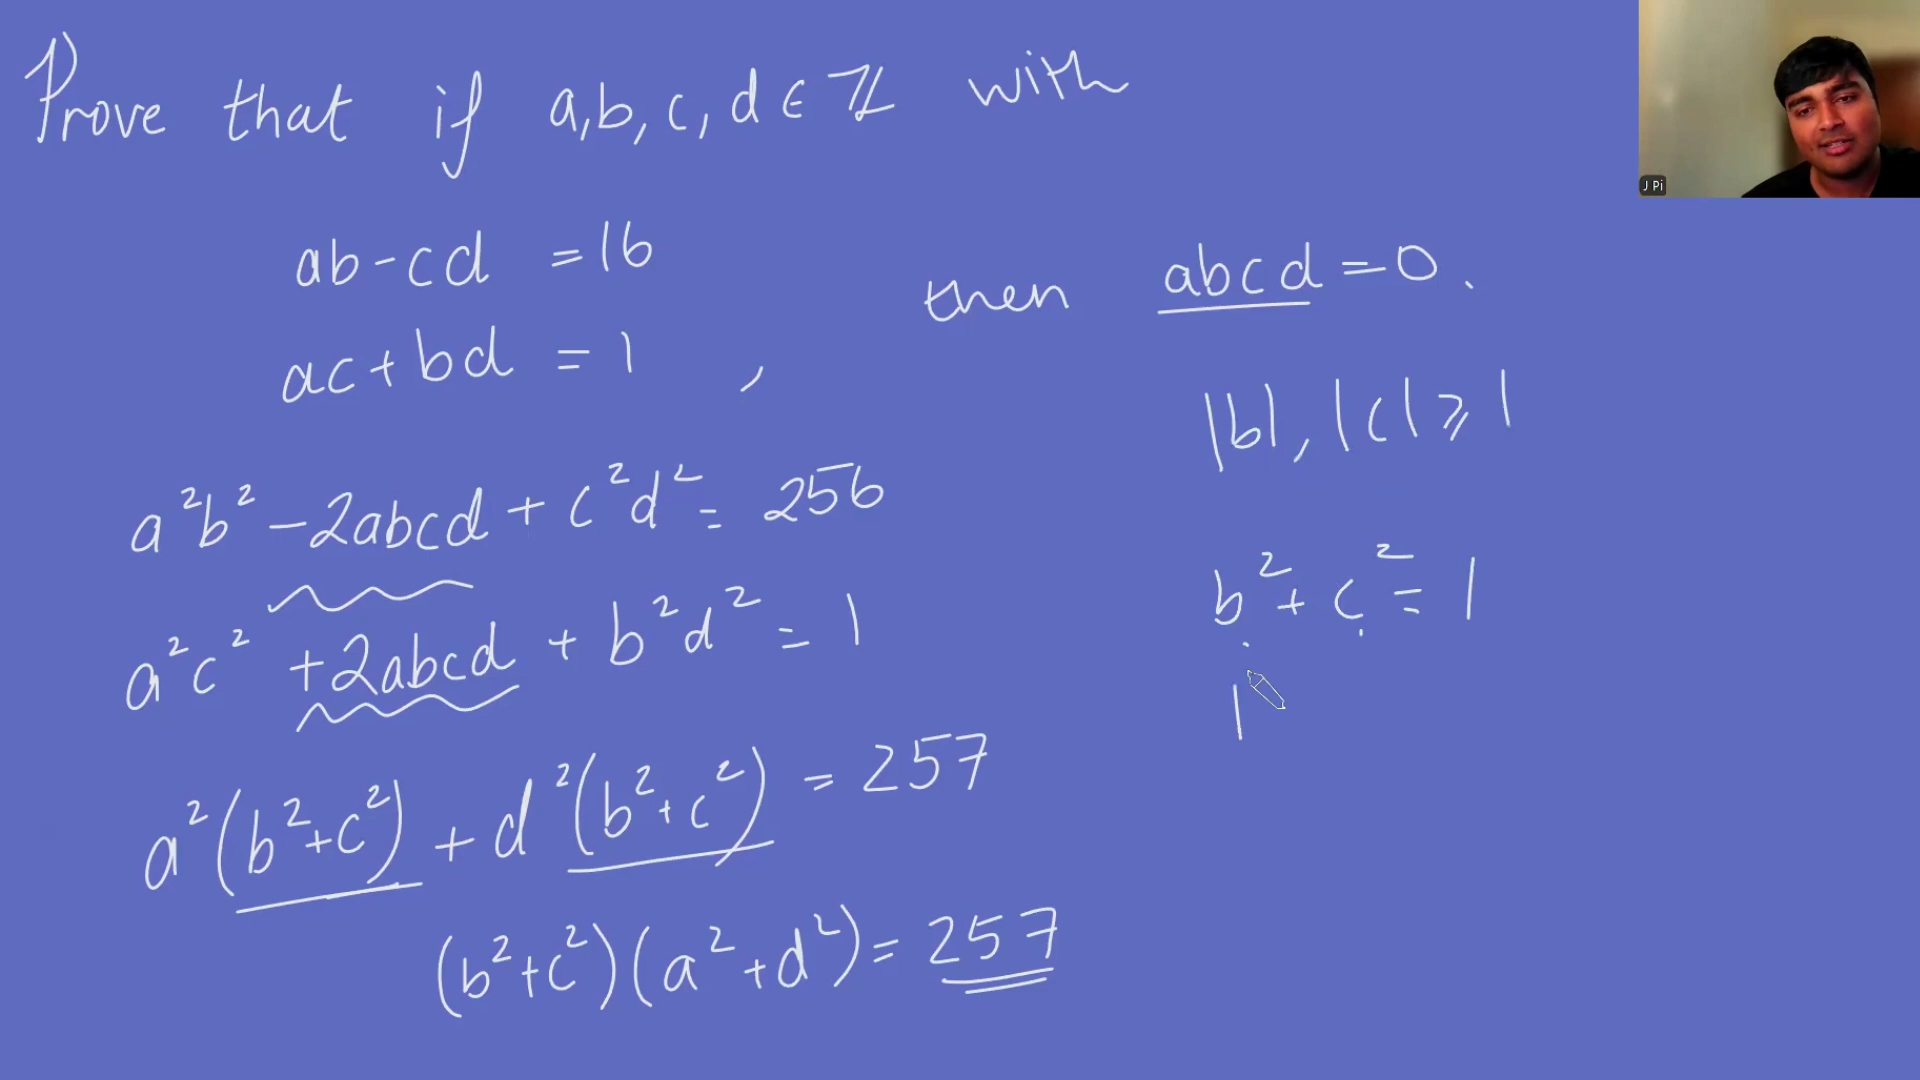 Prove that if a,b,c,d∈ℤ with
ab-cd =16
ac+bd =1 ,
then abcd=0.
a²b²-2abcd+c²d²=256
a²c²+2abcd+b²d²=1
a²(b²+c²)+d²(b²+c²)=257
(b²+c²)(a²+d²)=257
|b|,|c|⩾1
b²+c²=1
1
J Pi